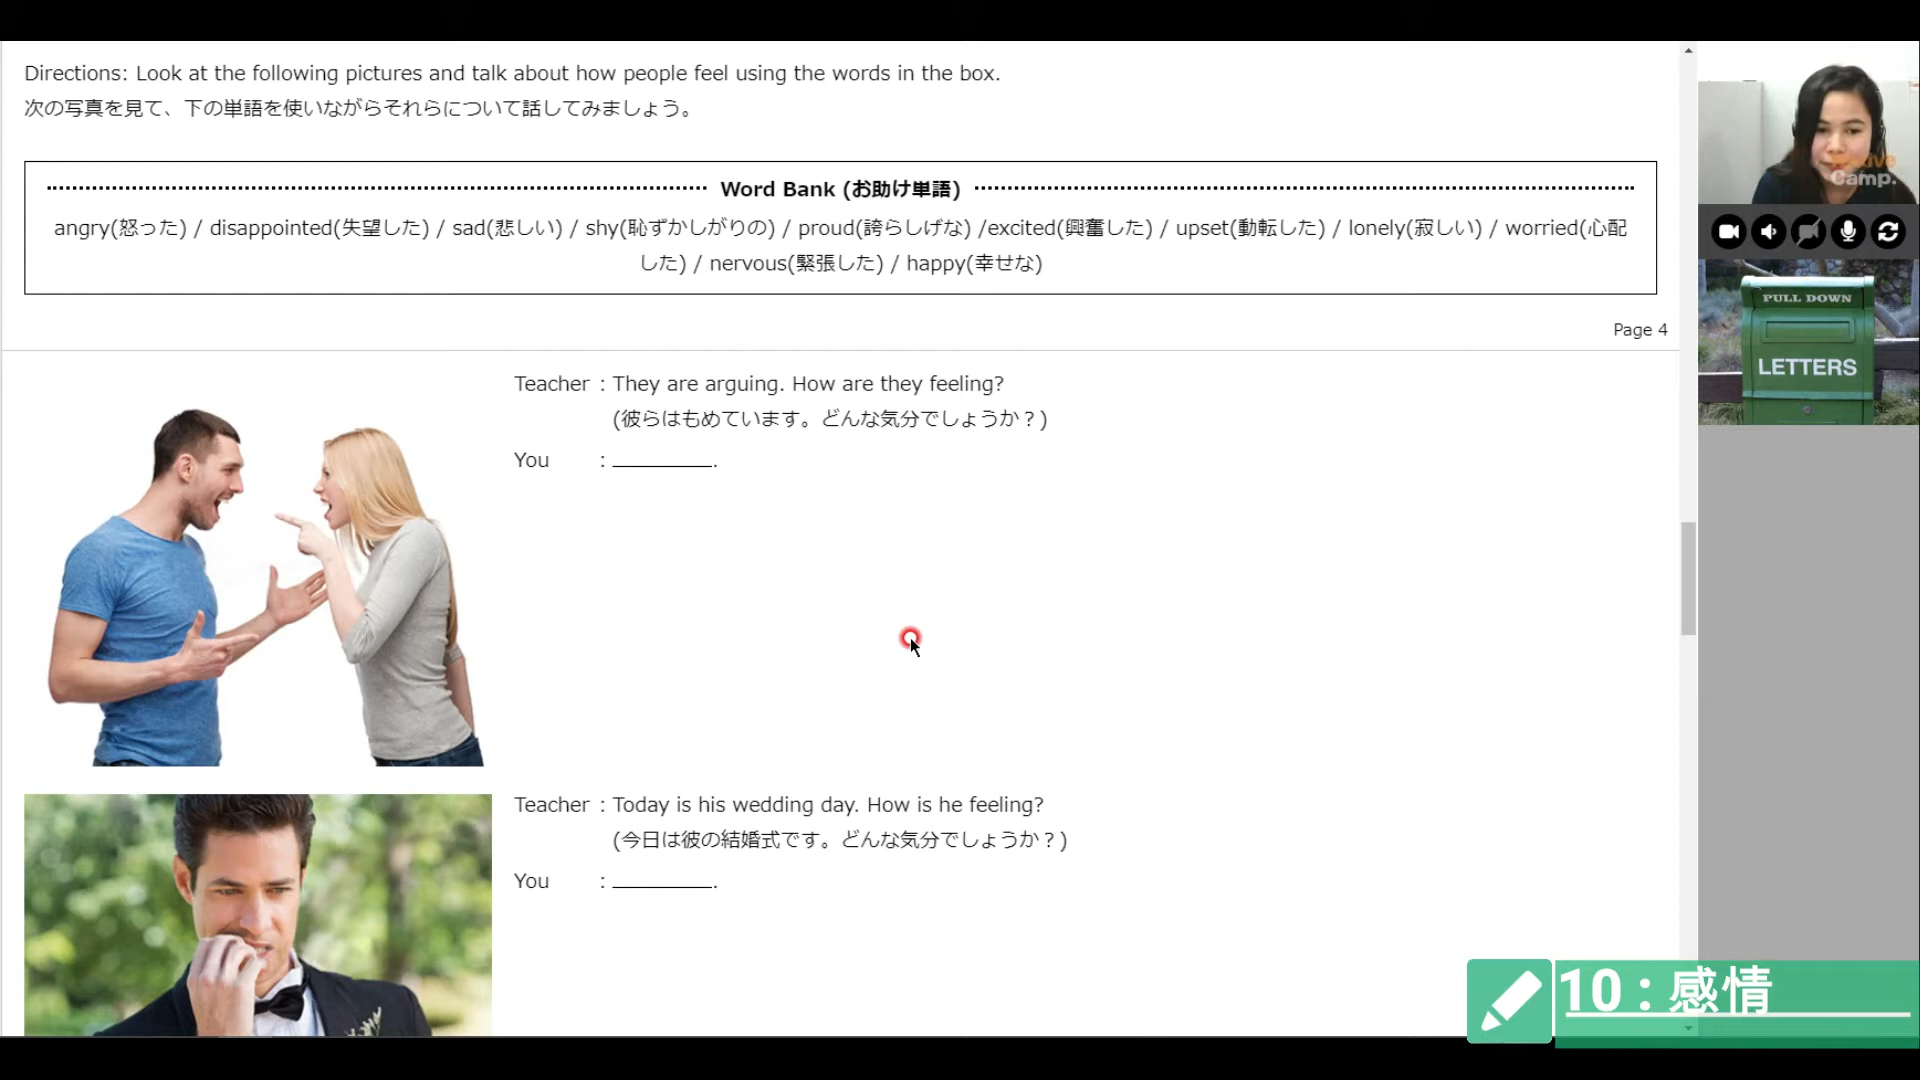 Directions: Look at the following pictures and talk about how people feel using the words in the box.
次の写真を見て、下の単語を使いながらそれらについて話してみましょう。
Word Bank (お助け単語)
angry(怒った) / disappointed(失望した) / sad(悲しい) / shy(恥ずかしがりの) / proud(誇らしげな) /excited(興奮した) / upset(動転した) / lonely(寂しい) / worried(心配
した) / nervous(緊張した) / happy(幸せな)
Page 4
Teacher : They are arguing. How are they feeling?
(彼らはもめています。どんな気分でしょうか？)
You : __________.
Teacher : Today is his wedding day. How is he feeling?
(今日は彼の結婚式です。どんな気分でしょうか？)
You : __________.
Camp.
PULL DOWN
LETTERS
10：感情